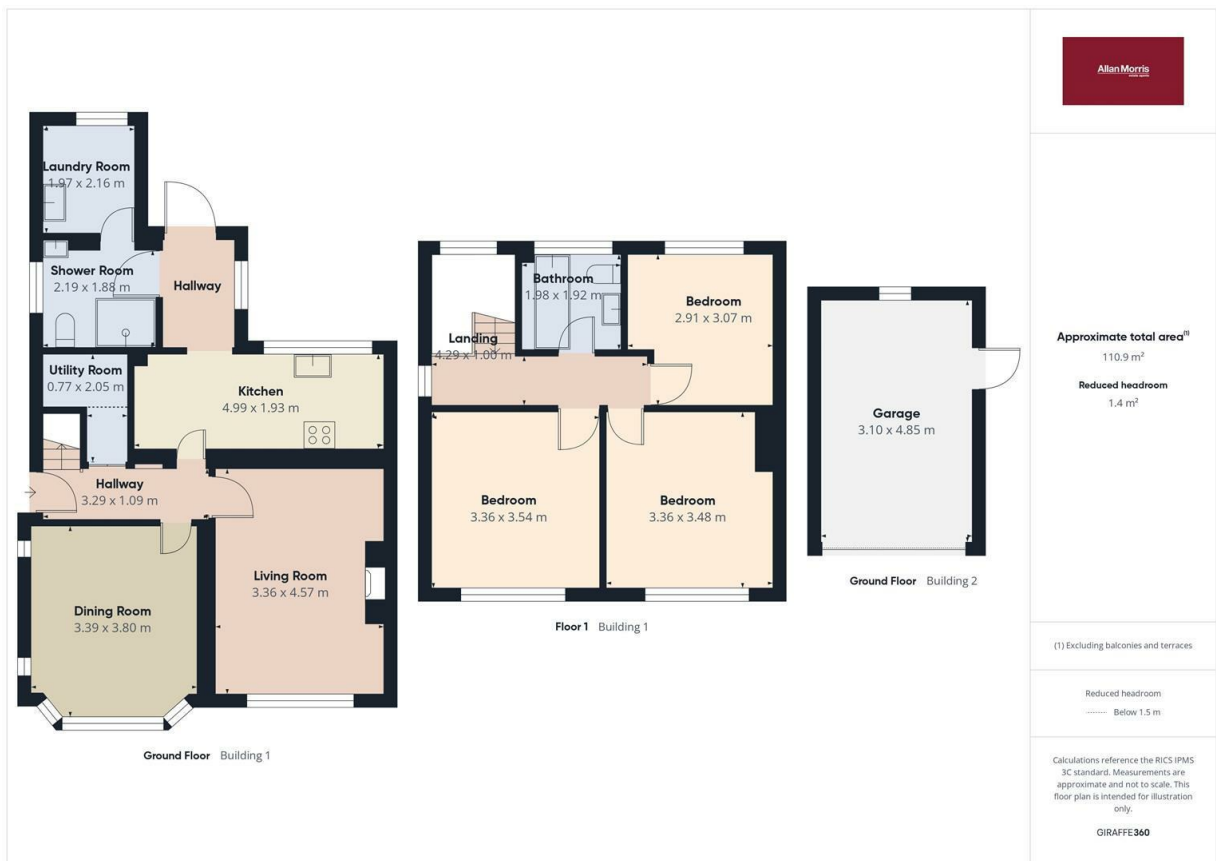 Laundry Room
1.97 x 2.16 m
Shower Room
2.19 x 1.88 m
Hallway
Utility Room
0.77 x 2.05 m
Kitchen
4.99 x 1.93 m
Hallway
3.29 x 1.09 m
Living Room
3.36 x 4.57 m
Dining Room
3.39 x 3.80 m
Ground Floor Building 1
Bathroom
1.98 x 1.92 m
Landing
4.29 x 1.00 m
Bedroom
2.91 x 3.07 m
Bedroom
3.36 x 3.54 m
Bedroom
3.36 x 3.48 m
Floor 1 Building 1
Garage
3.10 x 4.85 m
Ground Floor Building 2
Allan Morris
Approximate total area(1)
110.9 m²
Reduced headroom
1.4 m²
(1) Excluding balconies and terraces
Reduced headroom
Below 1.5 m
Calculations reference the RICS IPMS
3C standard. Measurements are
approximate and not to scale. This
floor plan is intended for illustration
only.
GIRAFFE360